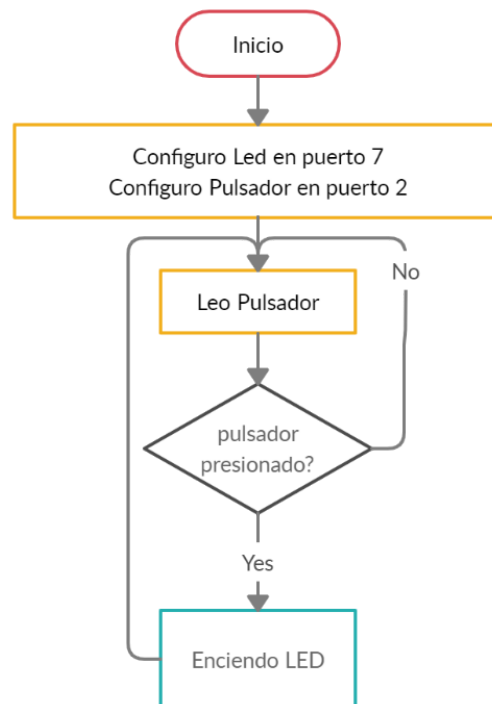 Inicio
Configuro Led en puerto 7
Configuro Pulsador en puerto 2
No
Leo Pulsador
pulsador
presionado?
Yes
Enciendo LED